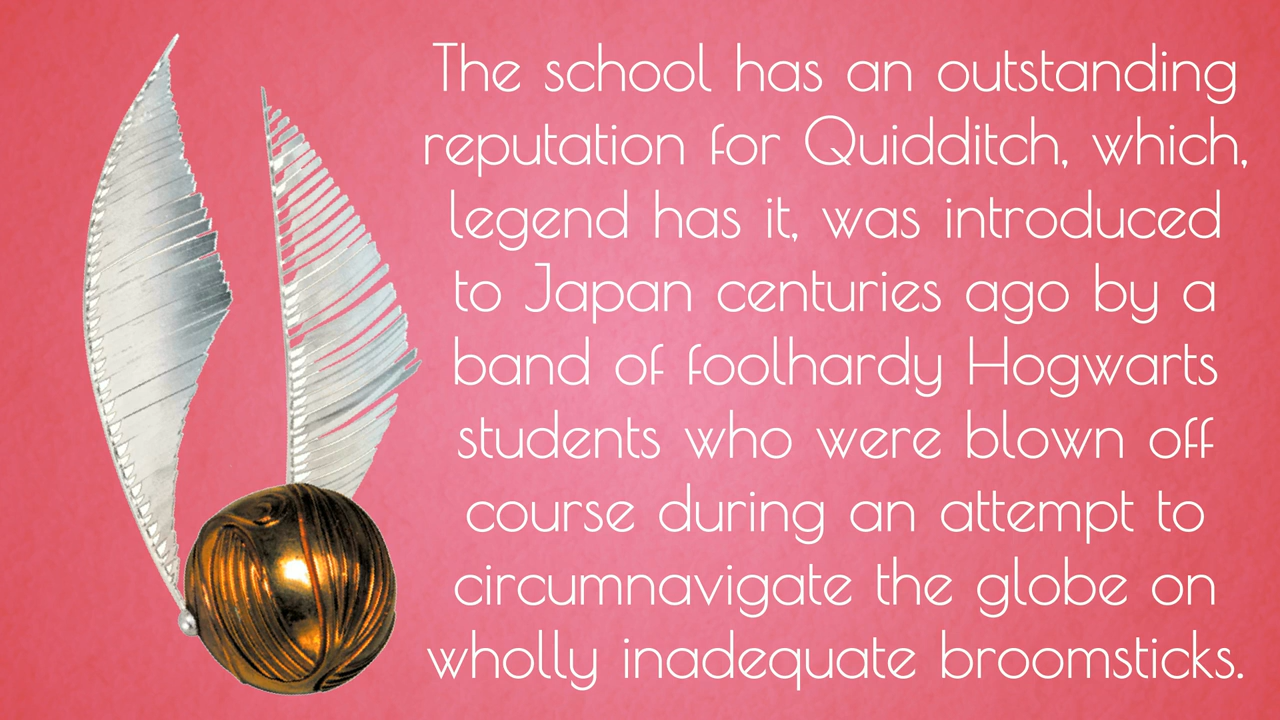 The school has an outstanding
reputation for Quidditch, which,
legend has it, was introduced
to Japan centuries ago by a
band of foolhardy Hogwarts
students who were blown off
course during an attempt to
circumnavigate the globe on
wholly inadequate broomsticks.